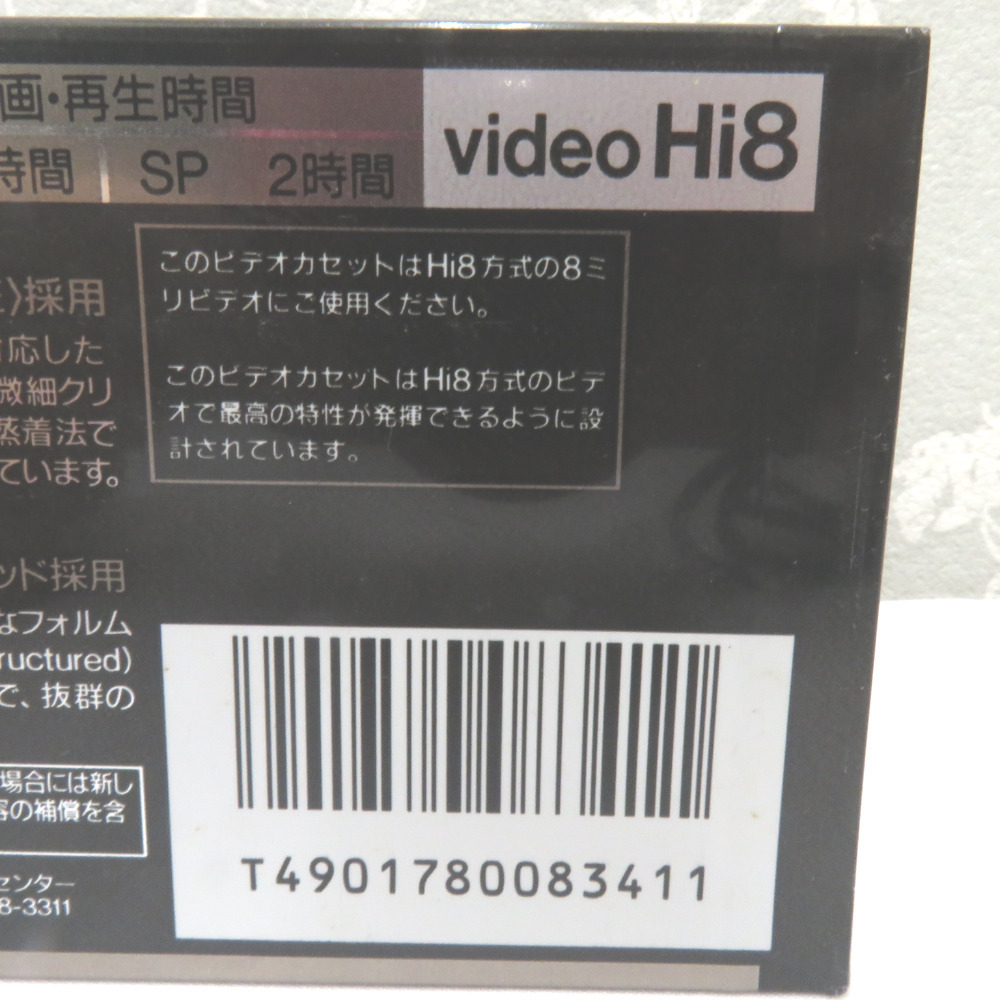 画・再生時間
時間 SP 2時間
video Hi8
このビデオカセットはHi8方式の8ミ
リビデオにご使用ください。
このビデオカセットはHi8方式のビデ
オで最高の特性が発揮できるように設
計されています。
〉採用
応した
微細クリ
蒸着法で
ています。
ッド採用
なフォルム
ructured)
で、抜群の
場合には新し
容の補償を含
センター
8-3311
T4901780083411